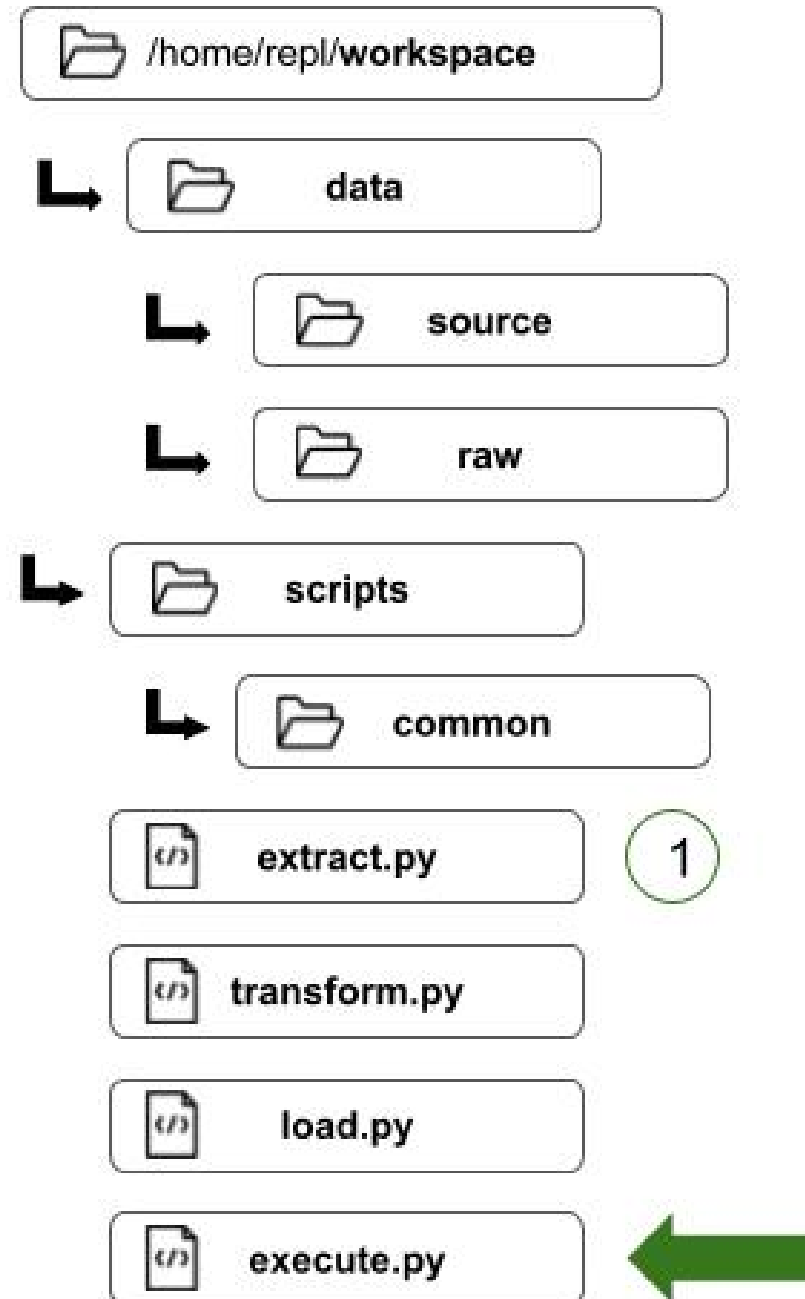 /home/repl/workspace
data
source
raw
scripts
common
</> extract.py 1
</> transform.py
</> load.py
</> execute.py